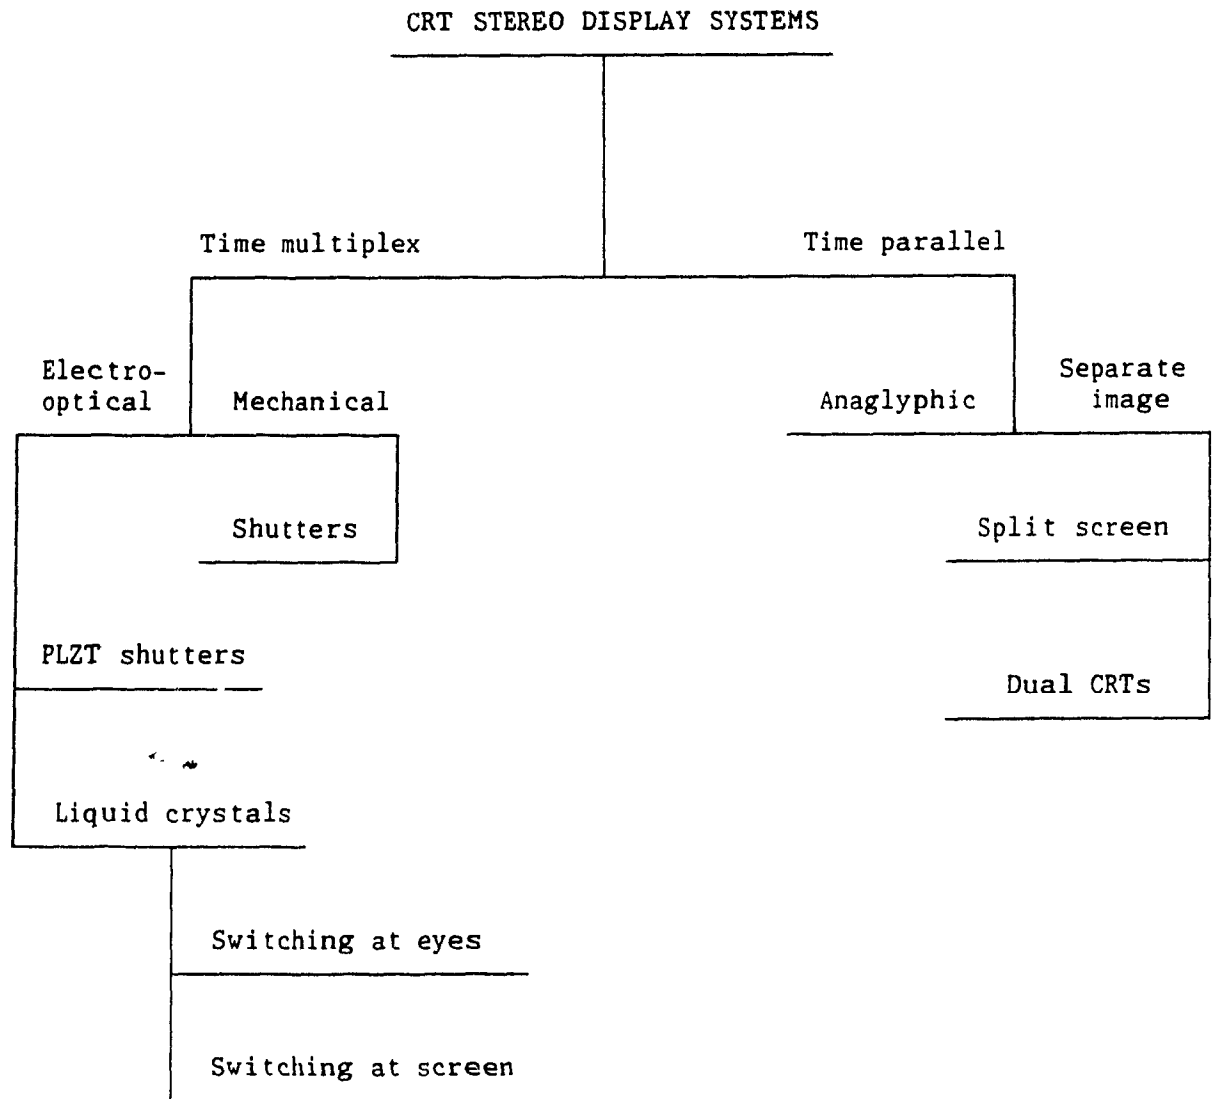 CRT STEREO DISPLAY SYSTEMS
Time multiplex
Time parallel
Electro-
optical
Mechanical
Anaglyphic
Separate
image
Shutters
Split screen
PLZT shutters
Dual CRTs
Liquid crystals
Switching at eyes
Switching at screen